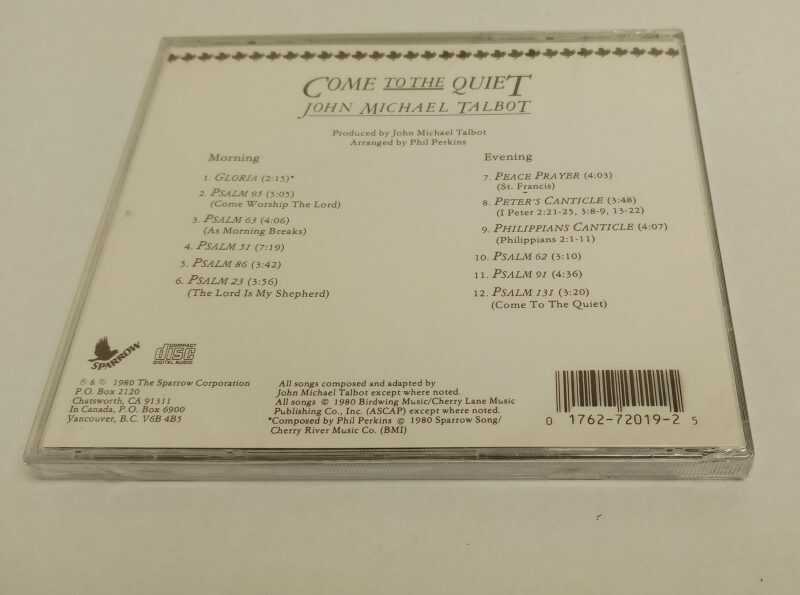 COME TO THE QUIET
JOHN MICHAEL TALBOT
Produced by John Michael Talbot
Arranged by Phil Perkins
Morning
1. GLORIA (2:15)*
2. PSALM 95 (3:05)
(Come Worship The Lord)
3. PSALM 63 (4:06)
(As Morning Breaks)
4. PSALM 51 (7:19)
5. PSALM 86 (3:42)
6. PSALM 23 (3:56)
(The Lord Is My Shepherd)
Evening
7. PEACE PRAYER (4:03)
(St. Francis)
8. PETER'S CANTICLE (3:48)
(I Peter 2:21-25, 3:8-9, 13-22)
9. PHILIPPIANS CANTICLE (4:07)
(Philippians 2:1-11)
10. PSALM 62 (3:10)
11. PSALM 91 (4:36)
12. PSALM 131 (3:20)
(Come To The Quiet)
SPARROW
COMPACT
disc
DIGITAL AUDIO
℗ & © 1980 The Sparrow Corporation
P.O. Box 2120
Chatsworth, CA 91311
In Canada, P.O. Box 6900
Vancouver, B.C. V6B 4B5
All songs composed and adapted by
John Michael Talbot except where noted.
All songs © 1980 Birdwing Music/Cherry Lane Music
Publishing Co., Inc. (ASCAP) except where noted.
*Composed by Phil Perkins © 1980 Sparrow Song/
Cherry River Music Co. (BMI)
0 1762-72019-2 5